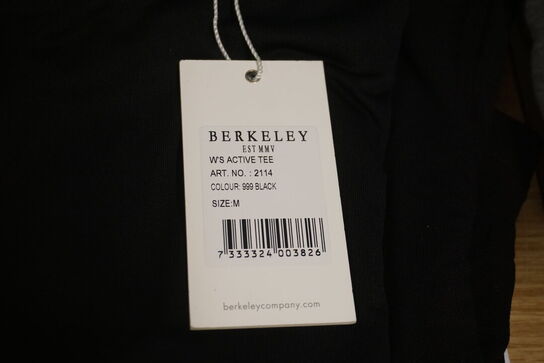 BERKELEY
EST MMV
W'S ACTIVE TEE
ART. NO. : 2114
COLOUR: 999 BLACK
SIZE:M
7 333324 003826
berkeleycompany.com